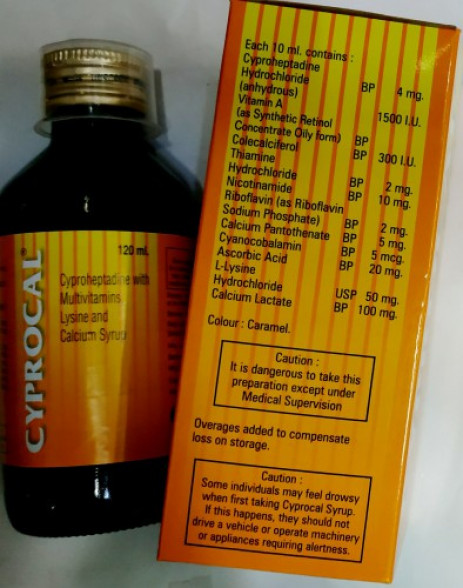 120 ml.
Cyproheptadine with
Multivitamins
Lysine and
Calcium Syrup
CYPROCAL®
Each 10 ml. contains :
Cyproheptadine
Hydrochloride
(anhydrous) BP 4 mg.
Vitamin A
(as Synthetic Retinol 1500 I.U.
Concentrate Oily form) BP
Colecalciferol BP 300 I.U.
Thiamine
Hydrochloride BP 2 mg.
Nicotinamide BP 10 mg.
Riboflavin (as Riboflavin
Sodium Phosphate) BP 2 mg.
Calcium Pantothenate BP 5 mg.
Cyanocobalamin BP 5 mcg.
Ascorbic Acid BP 20 mg.
L-Lysine
Hydrochloride USP 50 mg.
Calcium Lactate BP 100 mg.
Colour : Caramel.
Caution :
It is dangerous to take this
preparation except under
Medical Supervision
Overages added to compensate
loss on storage.
Caution :
Some individuals may feel drowsy
when first taking Cyprocal Syrup.
If this happens, they should not
drive a vehicle or operate machinery
or appliances requiring alertness.